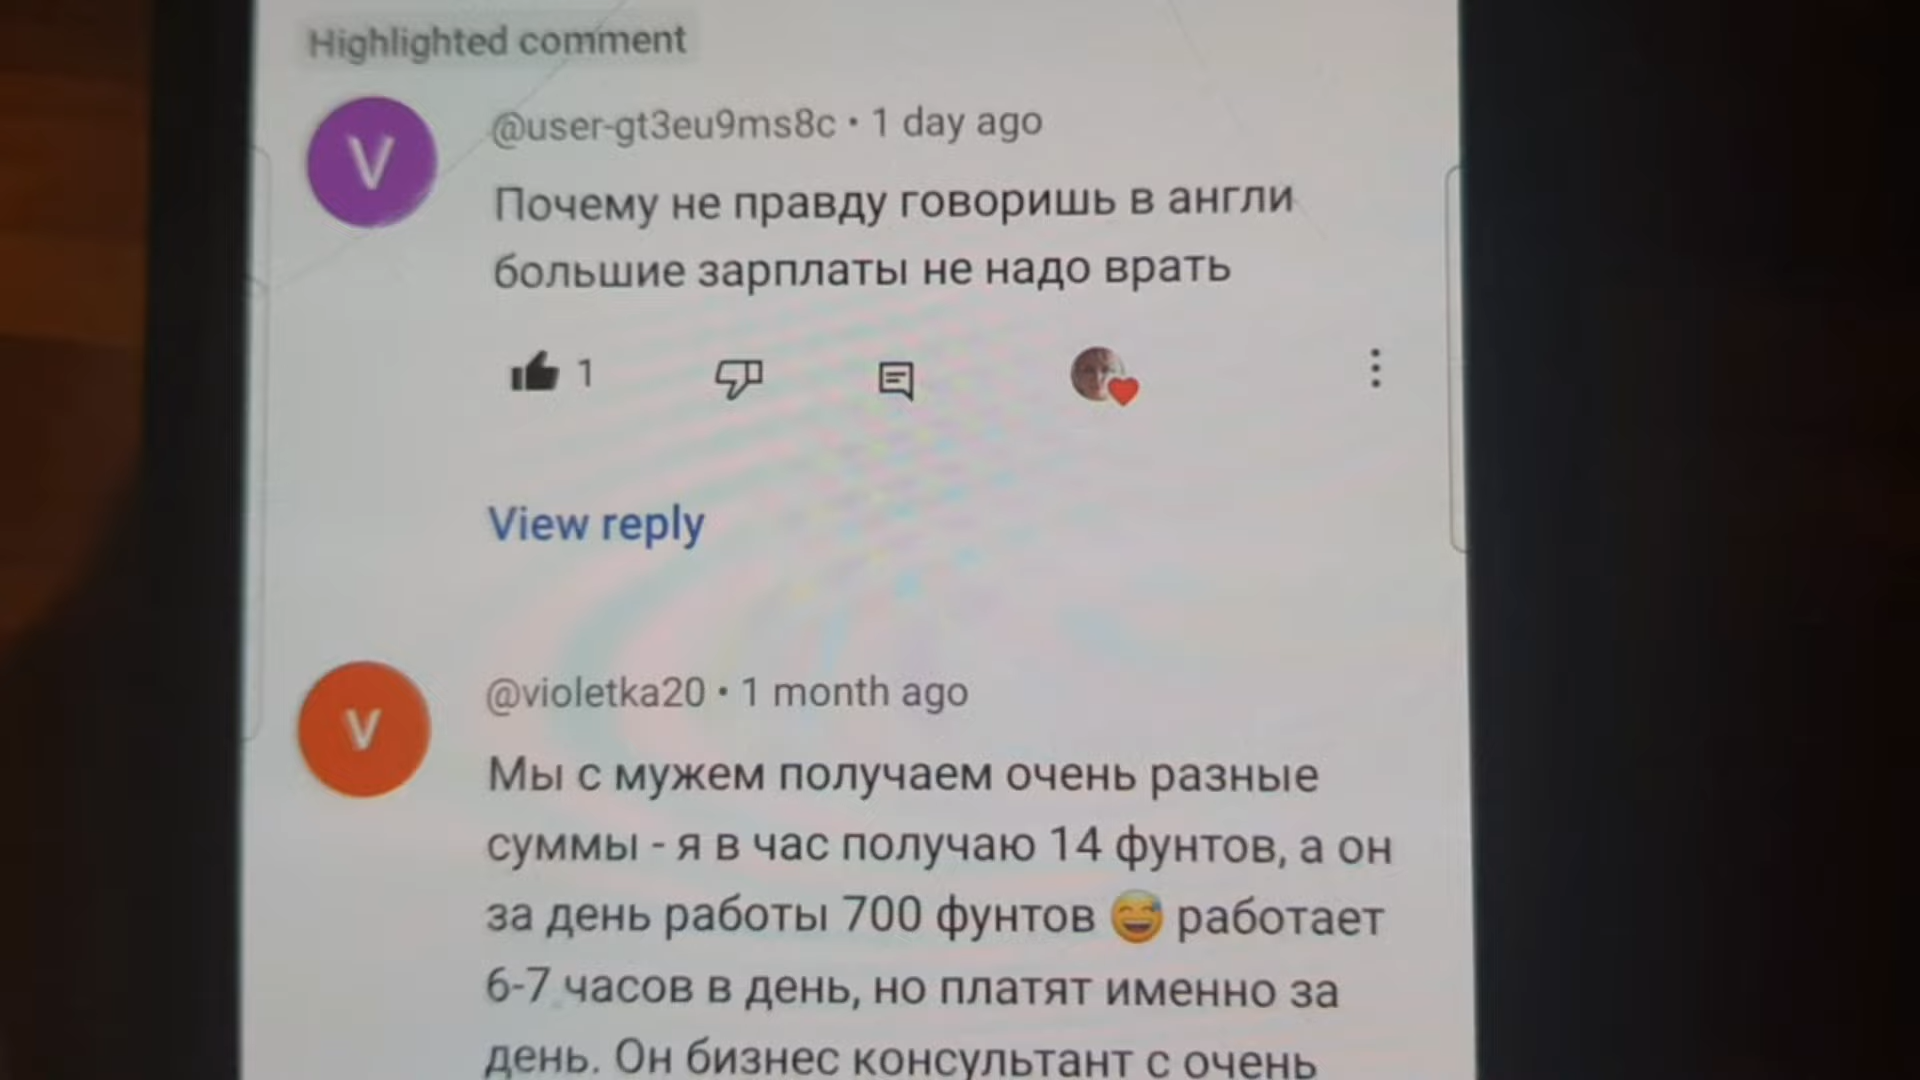 Highlighted comment
V
@user-gt3eu9ms8c • 1 day ago
Почему не правду говоришь в англи
большие зарплаты не надо врать
1
View reply
V
@violetka20 • 1 month ago
Мы с мужем получаем очень разные
суммы - я в час получаю 14 фунтов, а он
за день работы 700 фунтов 😅 работает
6-7 часов в день, но платят именно за
день. Он бизнес консультант с очень